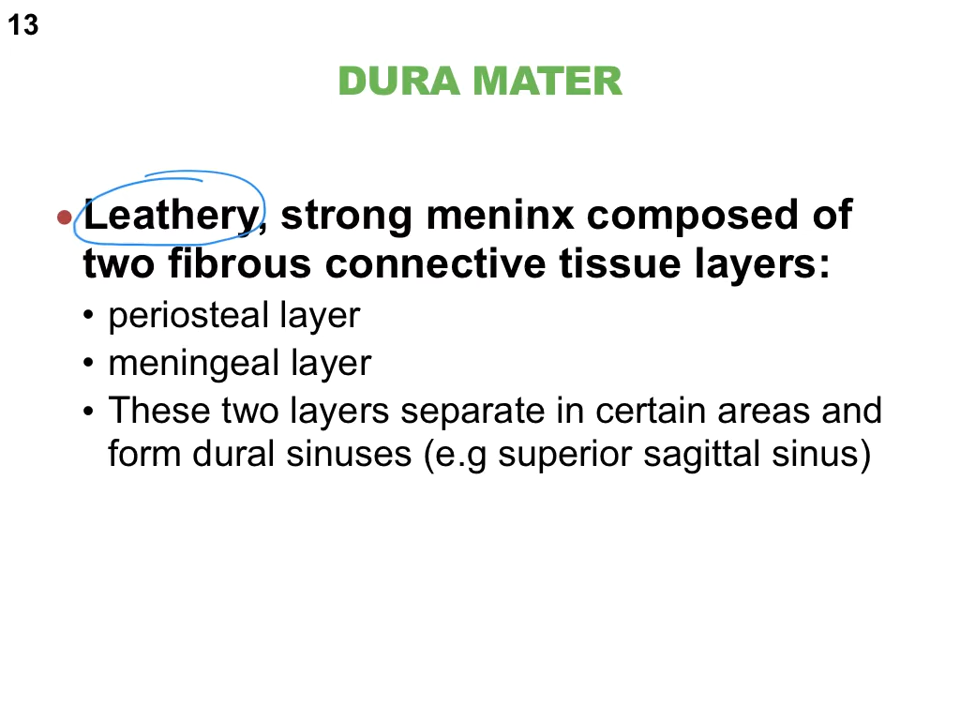 13
DURA MATER
• Leathery, strong meninx composed of
two fibrous connective tissue layers:
• periosteal layer
• meningeal layer
• These two layers separate in certain areas and
form dural sinuses (e.g superior sagittal sinus)